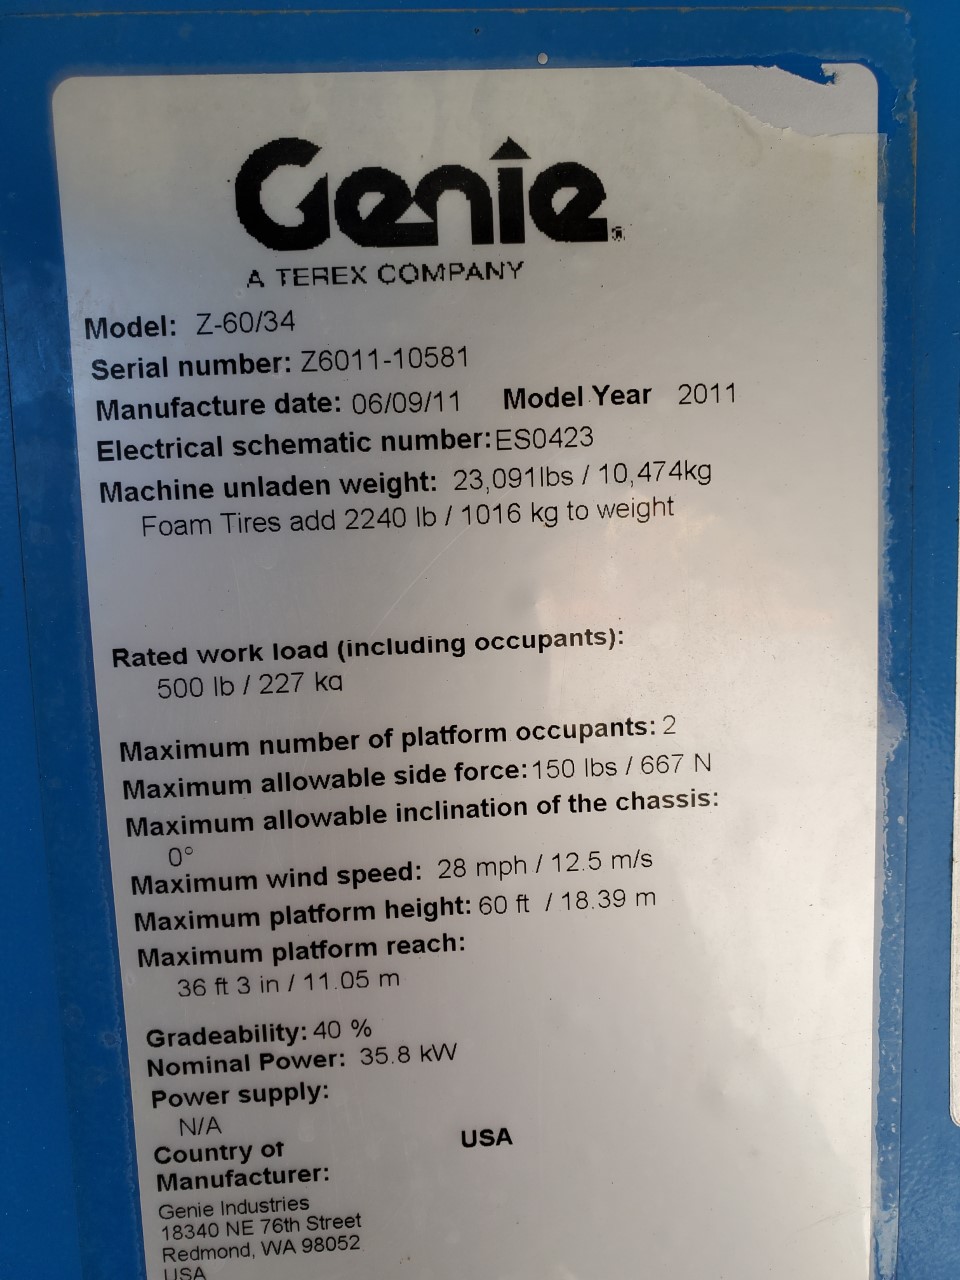 Genie®
A TEREX COMPANY
Model: Z-60/34
Serial number: Z6011-10581
Manufacture date: 06/09/11 Model Year 2011
Electrical schematic number: ES0423
Machine unladen weight: 23,091lbs / 10,474kg
Foam Tires add 2240 lb / 1016 kg to weight
Rated work load (including occupants):
500 lb / 227 kg
Maximum number of platform occupants: 2
Maximum allowable side force: 150 lbs / 667 N
Maximum allowable inclination of the chassis:
0°
Maximum wind speed: 28 mph / 12.5 m/s
Maximum platform height: 60 ft / 18.39 m
Maximum platform reach:
36 ft 3 in / 11.05 m
Gradeability: 40 %
Nominal Power: 35.8 kW
Power supply:
N/A
Country of USA
Manufacturer:
Genie Industries
18340 NE 76th Street
Redmond, WA 98052
USA